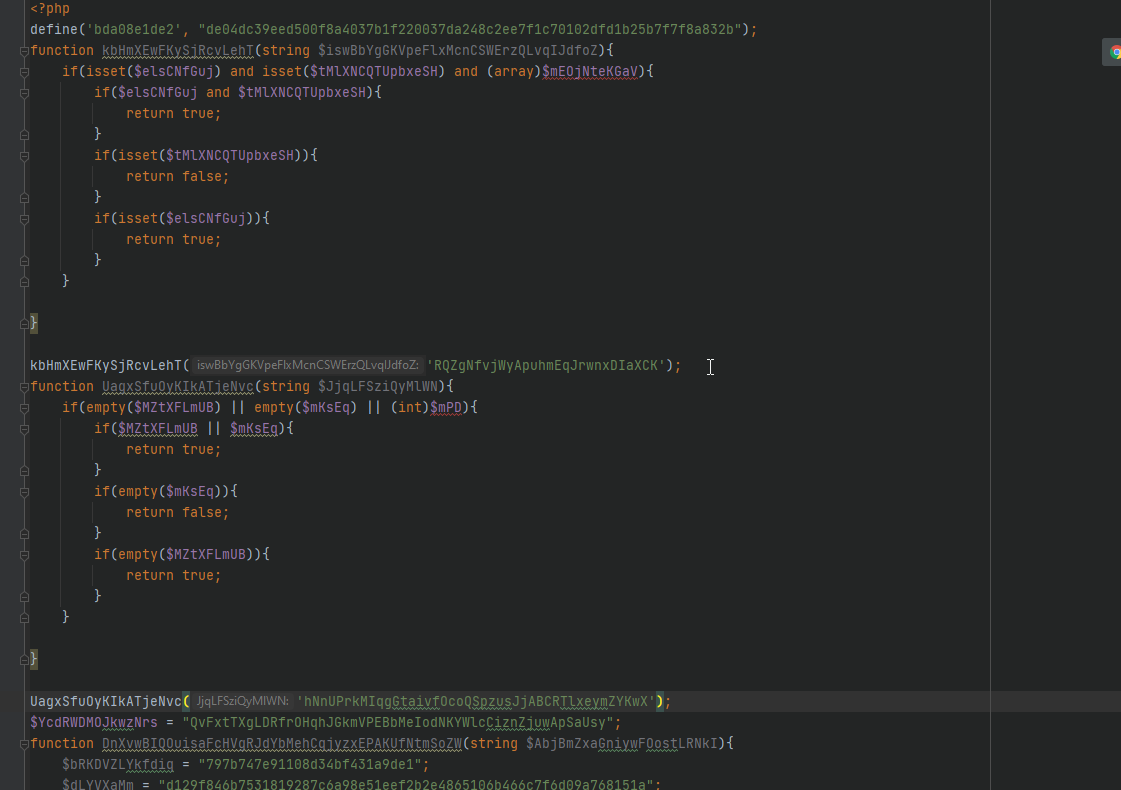 <?php
define('bda08e1de2', "de04dc39eed500f8a4037b1f220037da248c2ee7f1c70102dfd1b25b7f7f8a832b");
function kbHmXEwFKySjRcvLehT(string $iswBbYgGKVpeFlxMcnCSWErzQLvqIJdfoZ){
if(isset($elsCNfGuj) and isset($tMlXNCQTUpbxeSH) and (array)$mEOjNteKGaV){
if($elsCNfGuj and $tMlXNCQTUpbxeSH){
return true;
}
if(isset($tMlXNCQTUpbxeSH)){
return false;
}
if(isset($elsCNfGuj)){
return true;
}
}
}
kbHmXEwFKySjRcvLehT( iswBbYgGKVpeFlxMcnCSWErzQLvqIJdfoZ: 'RQZgNfvjWyApuhmEqJrwnxDIaXCK');
function UagxSfuOyKIkATjeNvc(string $JjqLFSziQyMlWN){
if(empty($MZtXFLmUB) || empty($mKsEq) || (int)$mPD){
if($MZtXFLmUB || $mKsEq){
return true;
}
if(empty($mKsEq)){
return false;
}
if(empty($MZtXFLmUB)){
return true;
}
}
}
UagxSfuOyKIkATjeNvc( JjqLFSziQyMlWN: 'hNnUPrkMIqgGtaivfOcoQSpzusJjABCRTlxeymZYKwX');
$YcdRWDMOJkwzNrs = "QvFxtTXgLDRfrOHqhJGkmVPEBbMeIodNKYWlcCiznZjuwApSaUsy";
function DnXvwBIQOuisaFcHVgRJdYbMehCqjyzxEPAKUfNtmSoZW(string $AbjBmZxaGniywFOostLRNkI){
$bRKDVZLYkfdiq = "797b747e91108d34bf431a9de1";
$dLYVXaMm = "d129f846b7531819287c6a98e51eef2b2e4865106b466c7f6d09a768151a";